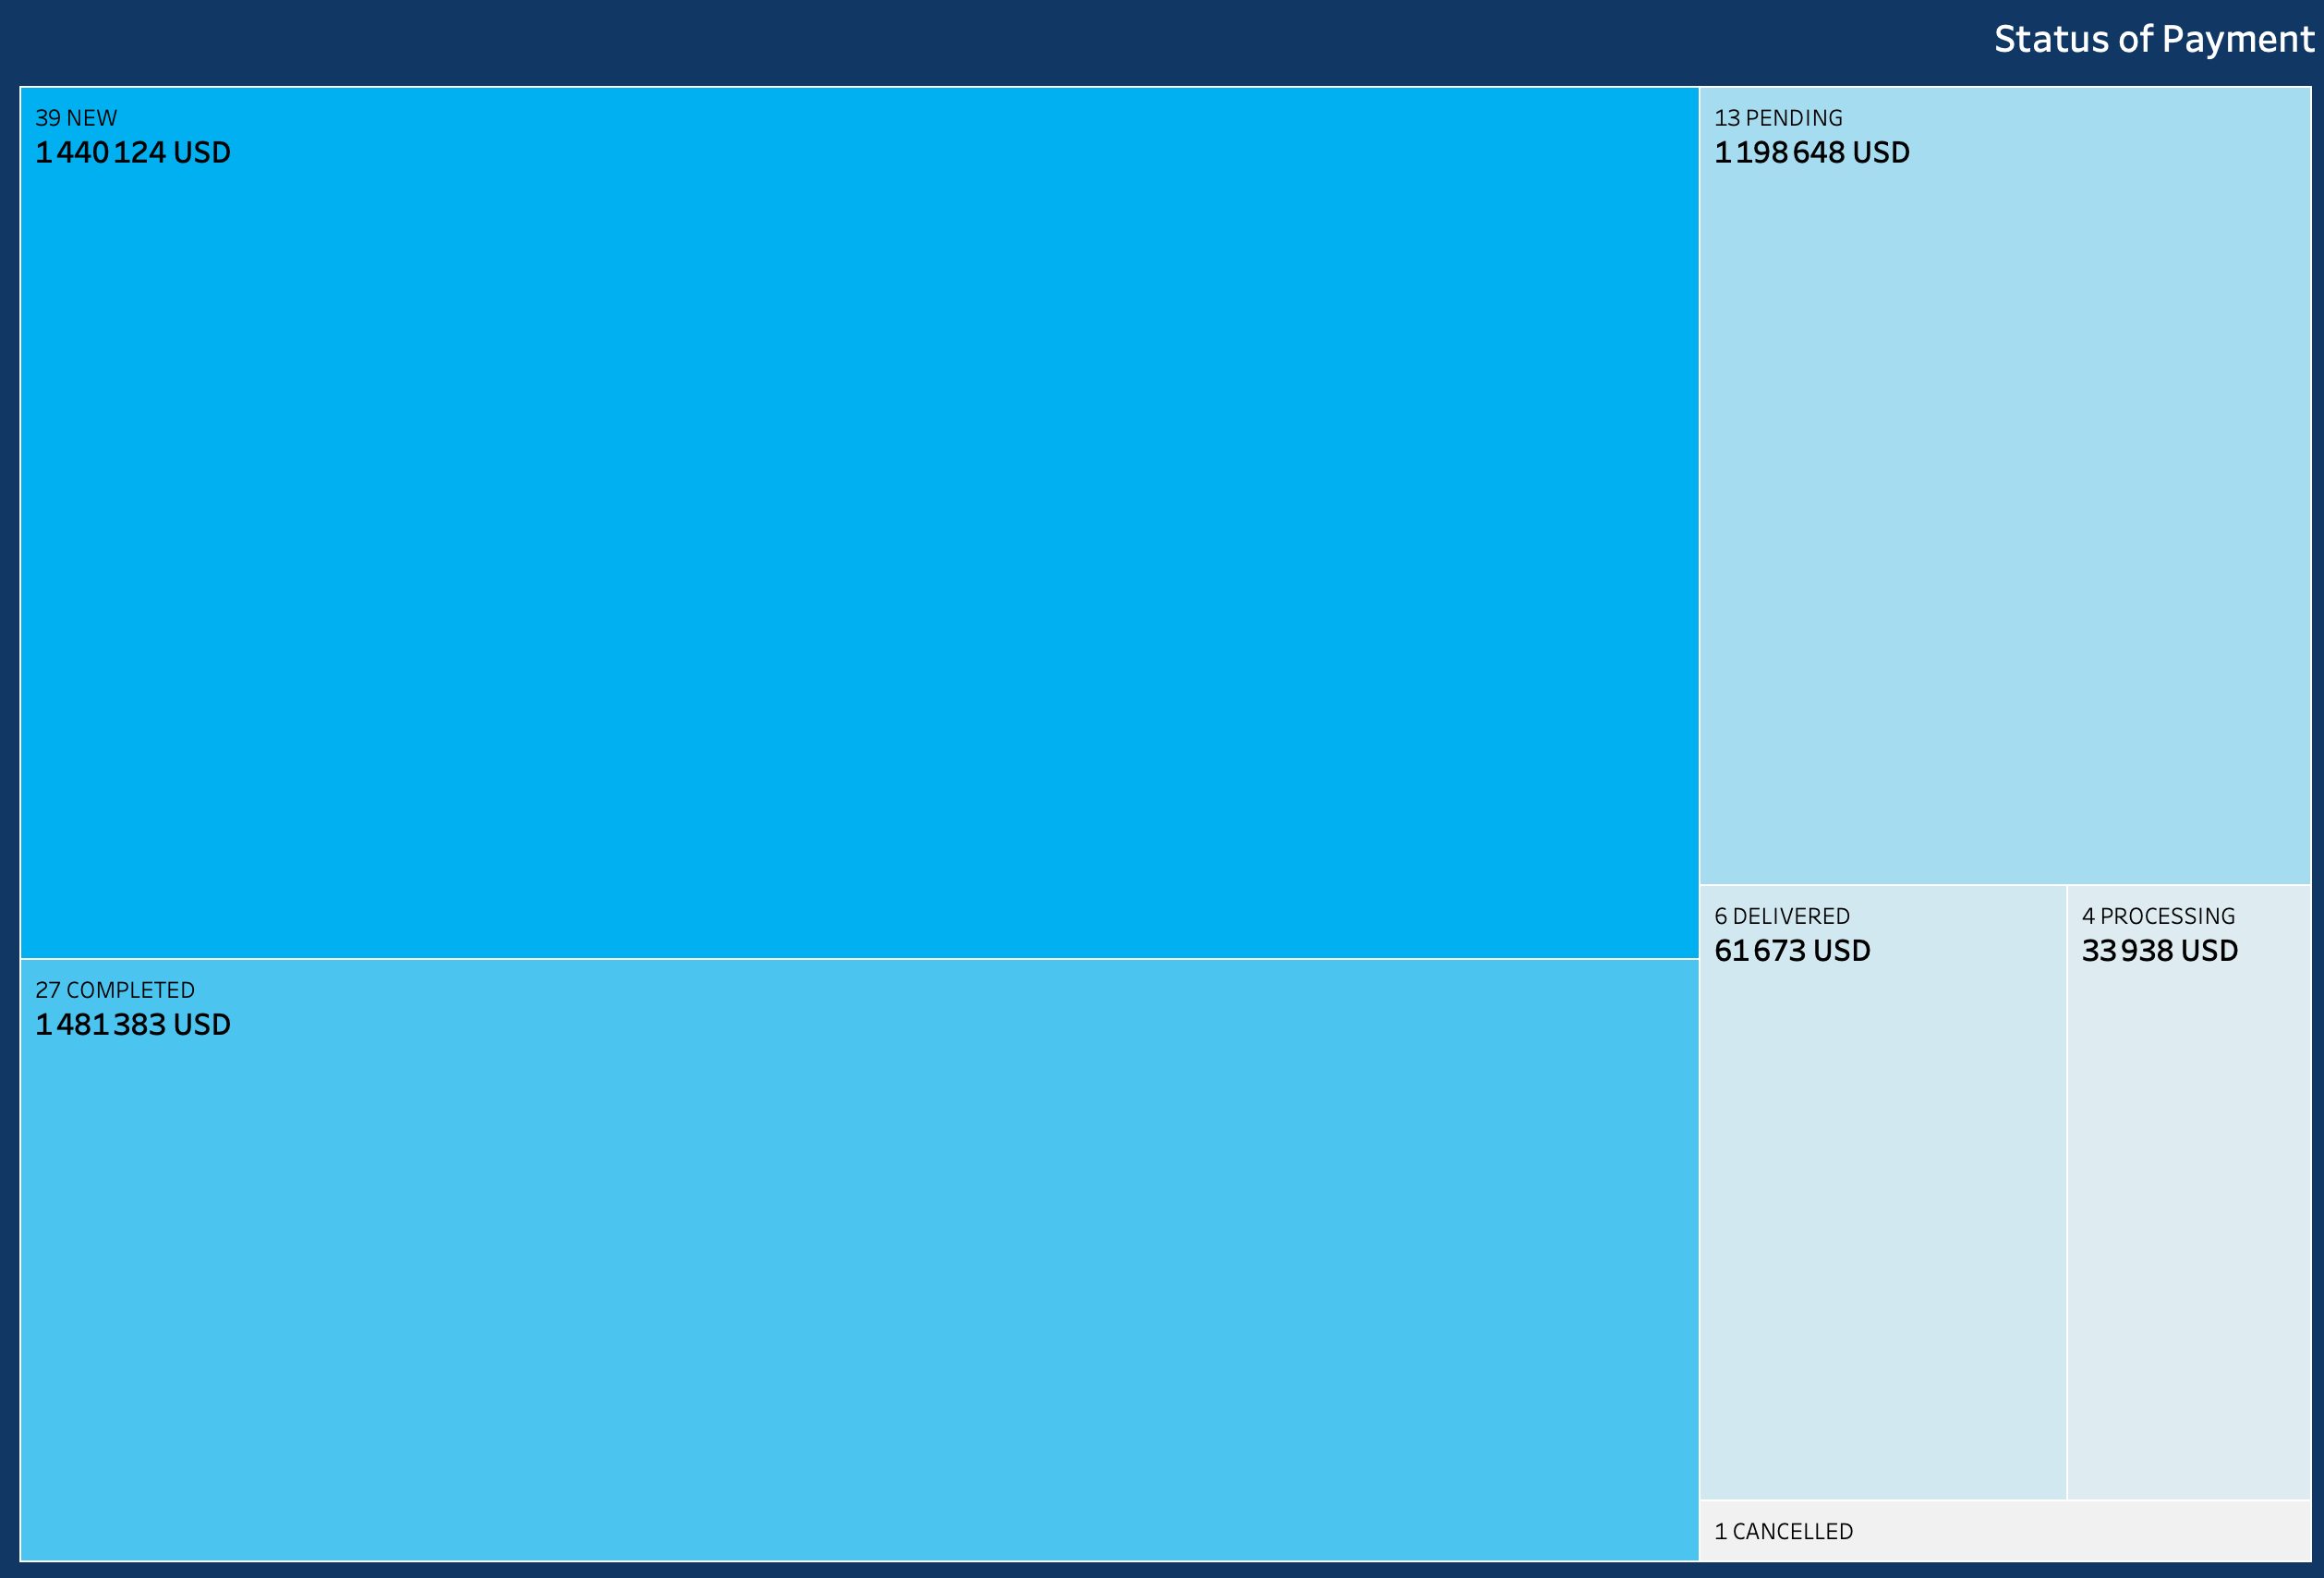 Status of Payment
39 NEW
1 440 124 USD
13 PENDING
1 198 648 USD
27 COMPLETED
1 481 383 USD
6 DELIVERED
61 673 USD
4 PROCESSING
33 938 USD
1 CANCELLED